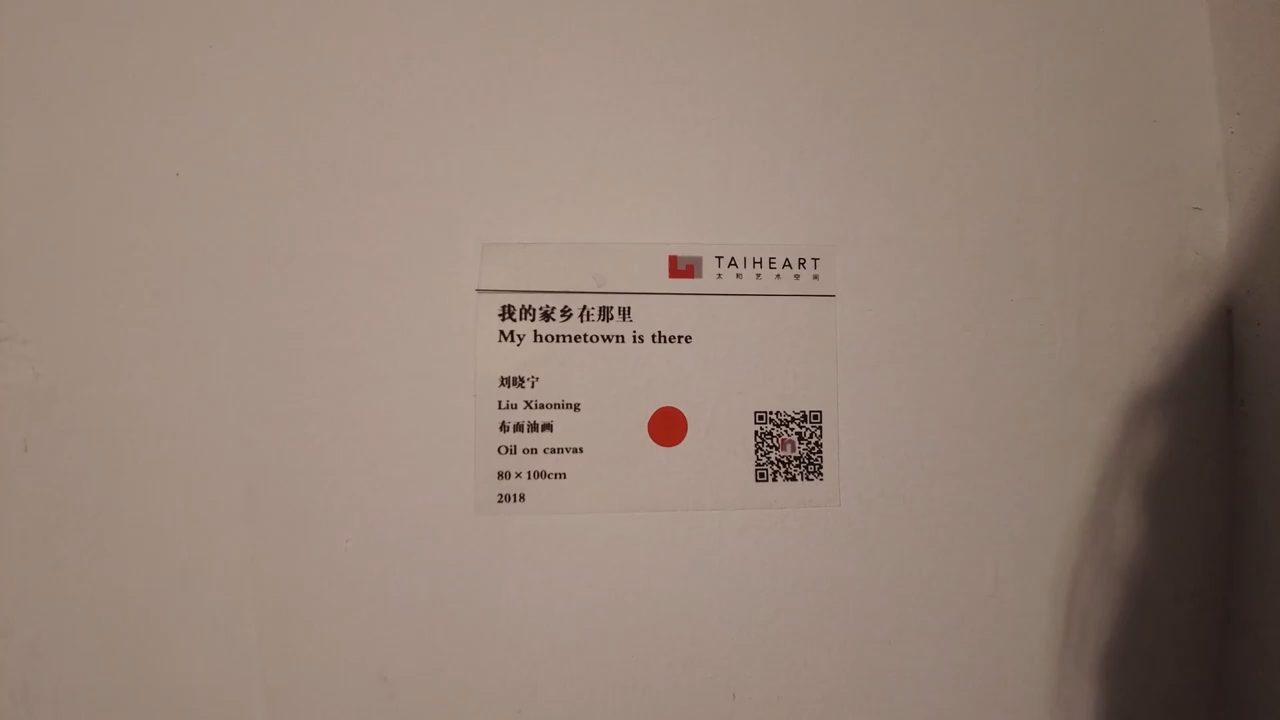 TAIHEART
太和艺术空间
我的家乡在那里
My hometown is there
刘晓宁
Liu Xiaoning
布面油画
Oil on canvas
80×100cm
2018